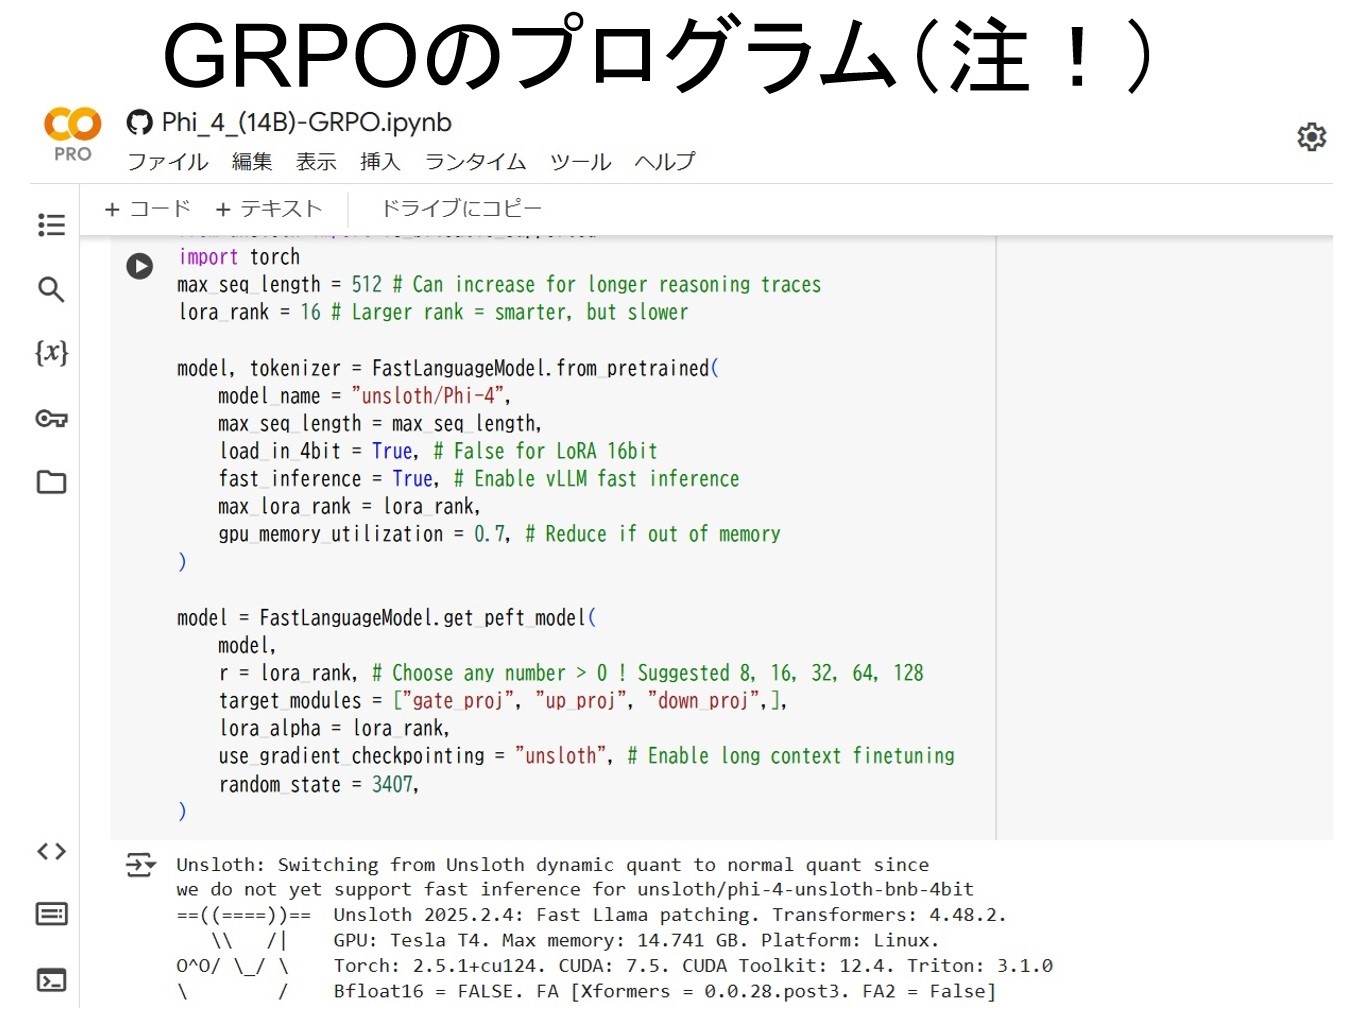 GRPOのプログラム（注！）
PRO
Phi_4_(14B)-GRPO.ipynb
ファイル 編集 表示 挿入 ランタイム ツール ヘルプ
+ コード + テキスト ドライブにコピー
import torch
max_seq_length = 512 # Can increase for longer reasoning traces
lora_rank = 16 # Larger rank = smarter, but slower
model, tokenizer = FastLanguageModel.from_pretrained(
    model_name = "unsloth/Phi-4",
    max_seq_length = max_seq_length,
    load_in_4bit = True, # False for LoRA 16bit
    fast_inference = True, # Enable vLLM fast inference
    max_lora_rank = lora_rank,
    gpu_memory_utilization = 0.7, # Reduce if out of memory
)
model = FastLanguageModel.get_peft_model(
    model,
    r = lora_rank, # Choose any number > 0 ! Suggested 8, 16, 32, 64, 128
    target_modules = ["gate_proj", "up_proj", "down_proj",],
    lora_alpha = lora_rank,
    use_gradient_checkpointing = "unsloth", # Enable long context finetuning
    random_state = 3407,
)
Unsloth: Switching from Unsloth dynamic quant to normal quant since
we do not yet support fast inference for unsloth/phi-4-unsloth-bnb-4bit
==((====))==  Unsloth 2025.2.4: Fast Llama patching. Transformers: 4.48.2.
   \\   /|    GPU: Tesla T4. Max memory: 14.741 GB. Platform: Linux.
O^O/ \_/ \    Torch: 2.5.1+cu124. CUDA: 7.5. CUDA Toolkit: 12.4. Triton: 3.1.0
\        /    Bfloat16 = FALSE. FA [Xformers = 0.0.28.post3. FA2 = False]